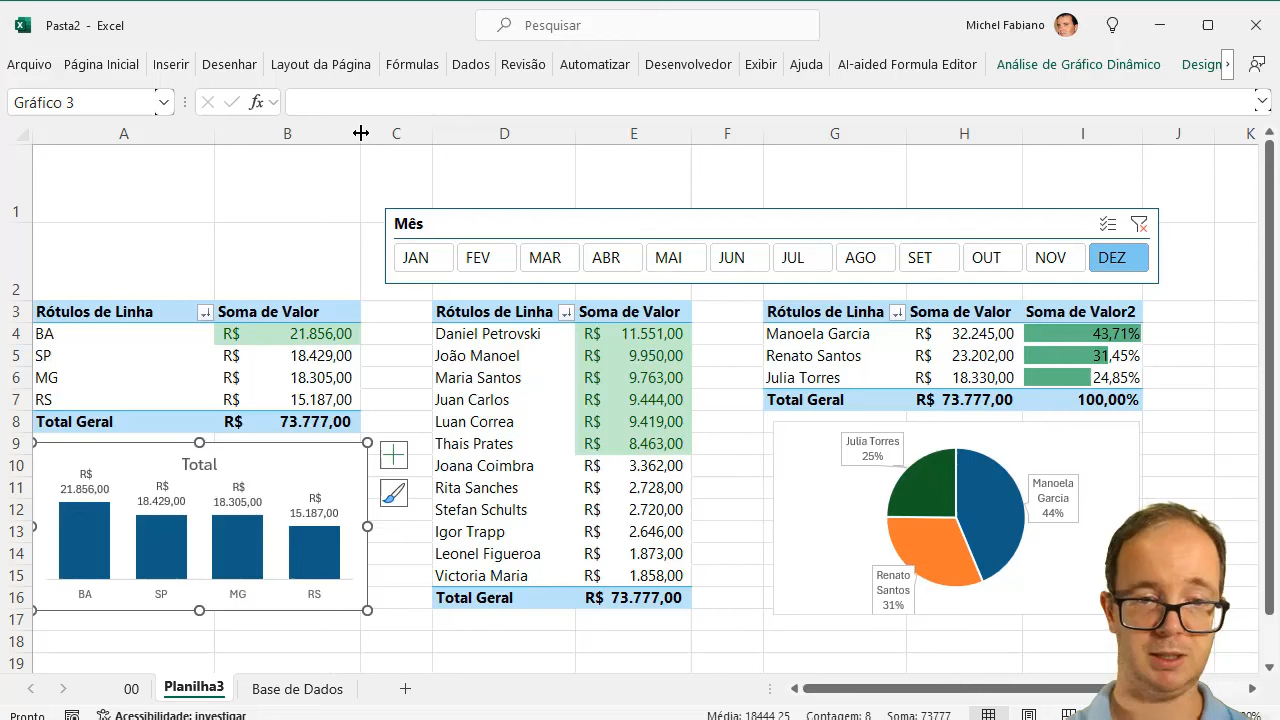 Pasta2 - Excel
Pesquisar
Michel Fabiano
Arquivo Página Inicial Inserir Desenhar Layout da Página Fórmulas Dados Revisão Automatizar Desenvolvedor Exibir Ajuda AI-aided Formula Editor Análise de Gráfico Dinâmico Design
Gráfico 3 fx
A B C D E F G H I J K
1
Mês
JAN FEV MAR ABR MAI JUN JUL AGO SET OUT NOV DEZ
2
3 Rótulos de Linha Soma de Valor Rótulos de Linha Soma de Valor Rótulos de Linha Soma de Valor Soma de Valor2
4 BA R$ 21.856,00 Daniel Petrovski R$ 11.551,00 Manoela Garcia R$ 32.245,00 43,71%
5 SP R$ 18.429,00 João Manoel R$ 9.950,00 Renato Santos R$ 23.202,00 31,45%
6 MG R$ 18.305,00 Maria Santos R$ 9.763,00 Julia Torres R$ 18.330,00 24,85%
7 RS R$ 15.187,00 Juan Carlos R$ 9.444,00 Total Geral R$ 73.777,00 100,00%
8 Total Geral R$ 73.777,00 Luan Correa R$ 9.419,00
9 Thais Prates R$ 8.463,00
10 Joana Coimbra R$ 3.362,00
11 Rita Sanches R$ 2.728,00
12 Stefan Schults R$ 2.720,00
13 Igor Trapp R$ 2.646,00
14 Leonel Figueroa R$ 1.873,00
15 Victoria Maria R$ 1.858,00
16 Total Geral R$ 73.777,00
17
18
19
Total
R$
21.856,00
R$
18.429,00
R$
18.305,00
R$
15.187,00
BA SP MG RS
Julia Torres
25%
Manoela
Garcia
44%
Renato
Santos
31%
00 Planilha3 Base de Dados
Pronto Acessibilidade: investigar Média: 18444,25 Contagem: 8 Soma: 73777